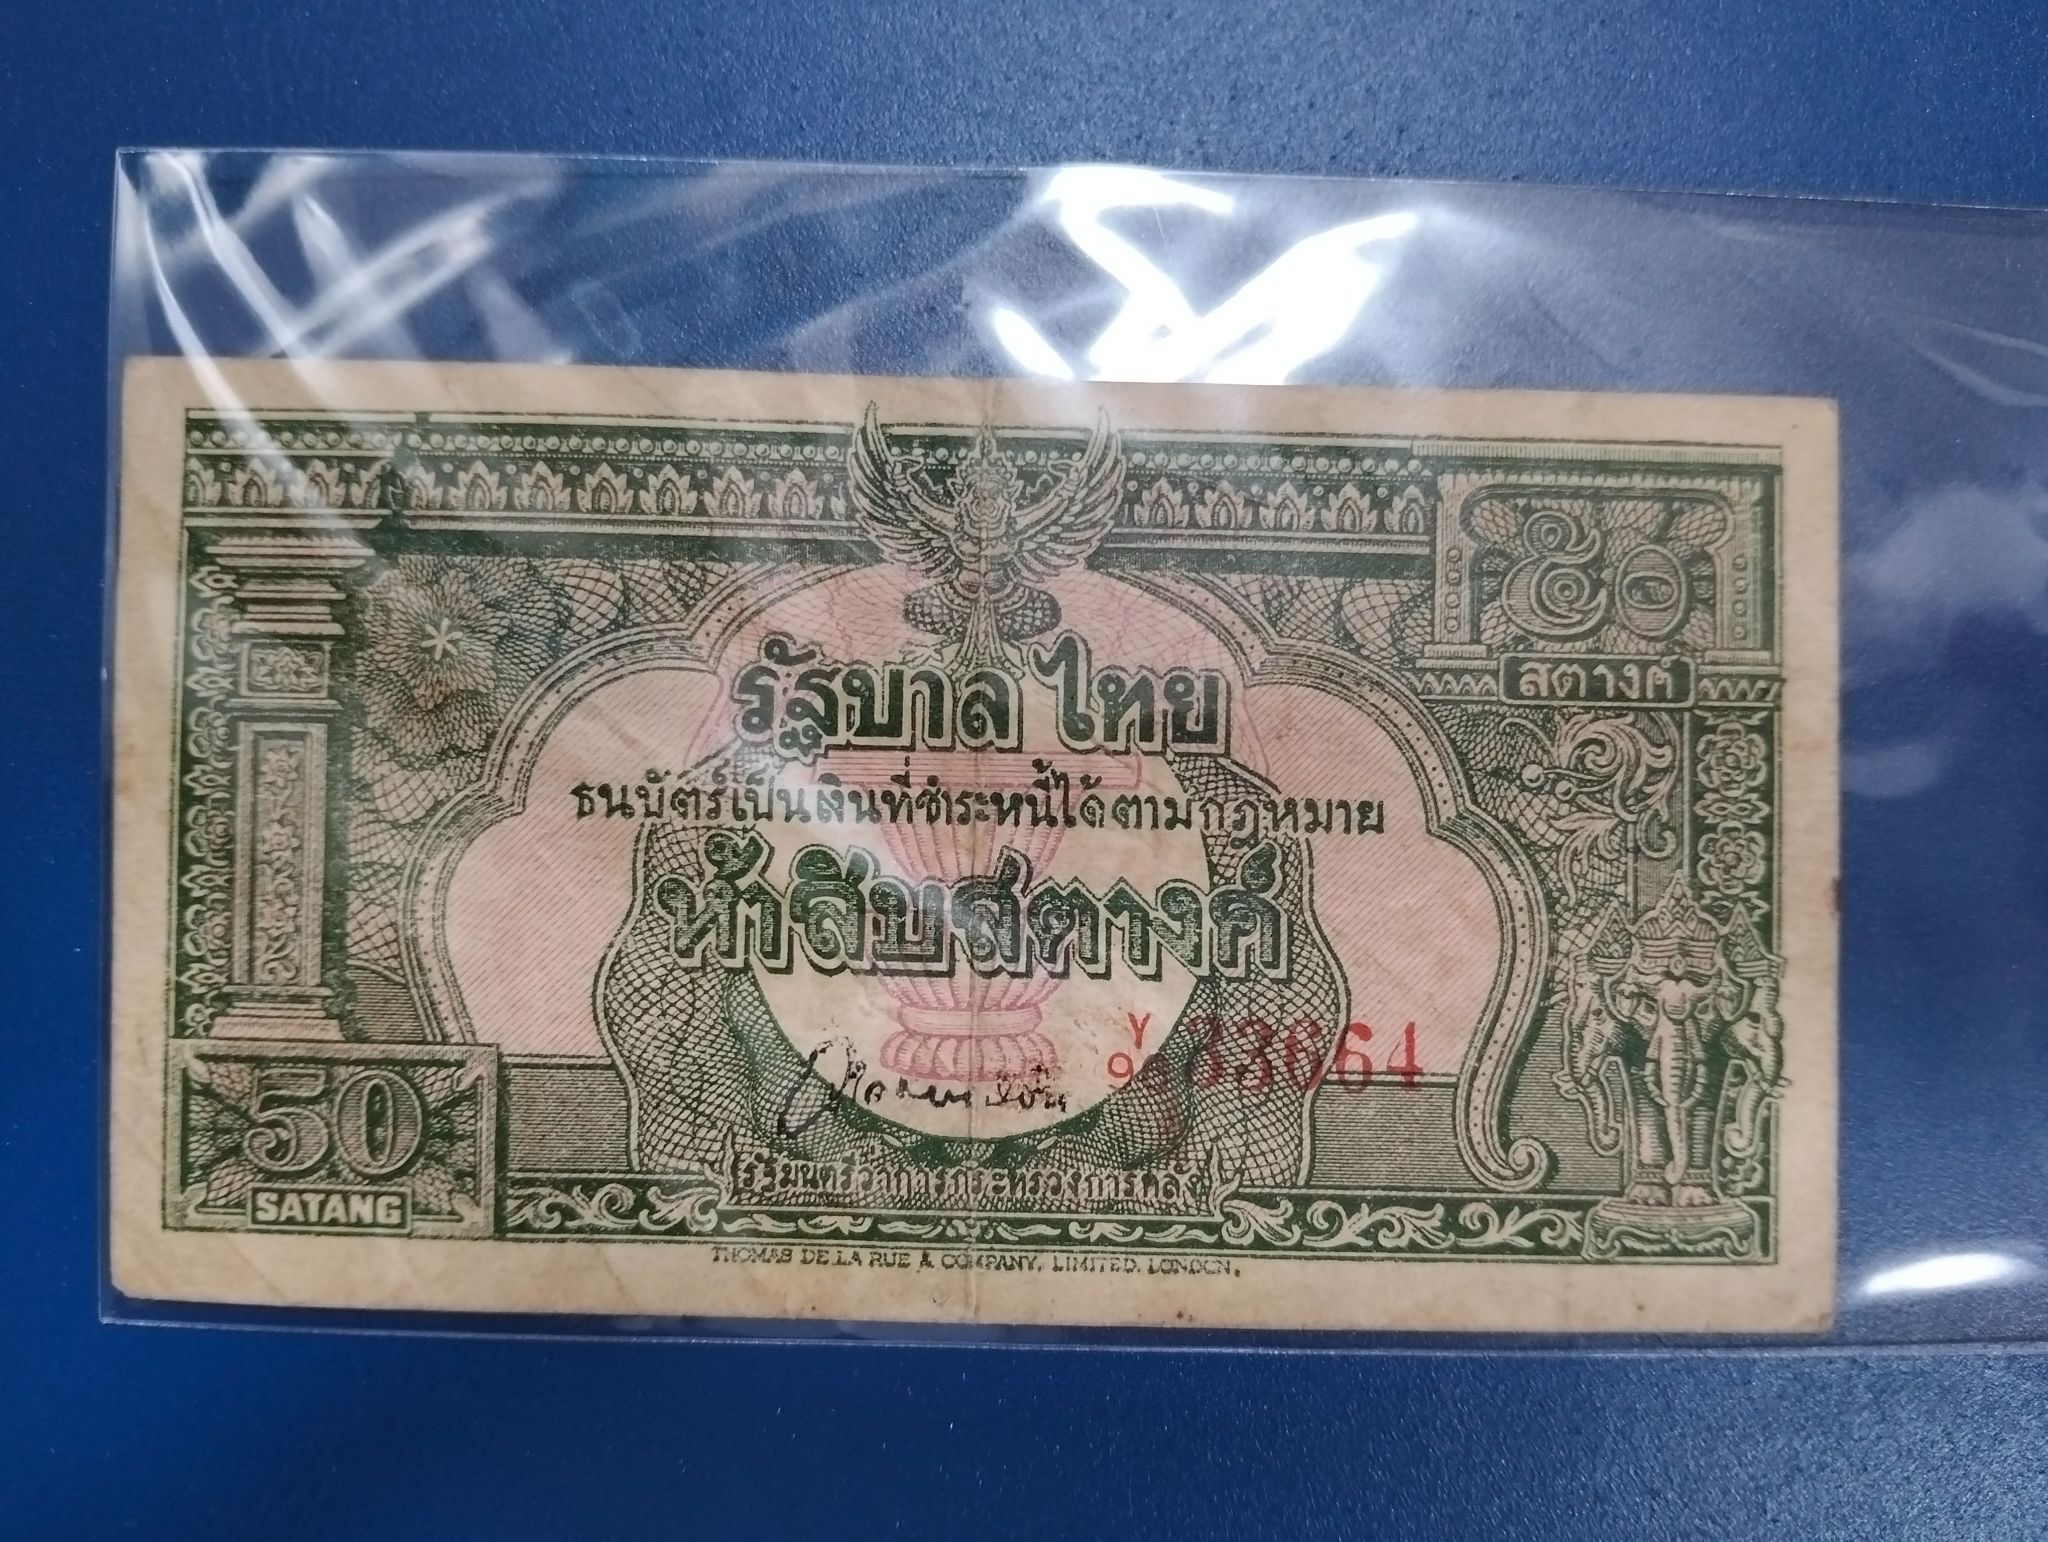 ๕๐
สตางค์
รัฐบาลไทย
ธนบัตร์เป็นเงินที่ชำระหนี้ได้ตามกฎหมาย
ห้าสิบสตางค์
Y
33664
50
SATANG
รัฐมนตรีว่าการกระทรวงการคลัง
THOMAS DE LA RUE & COMPANY, LIMITED, LONDON.